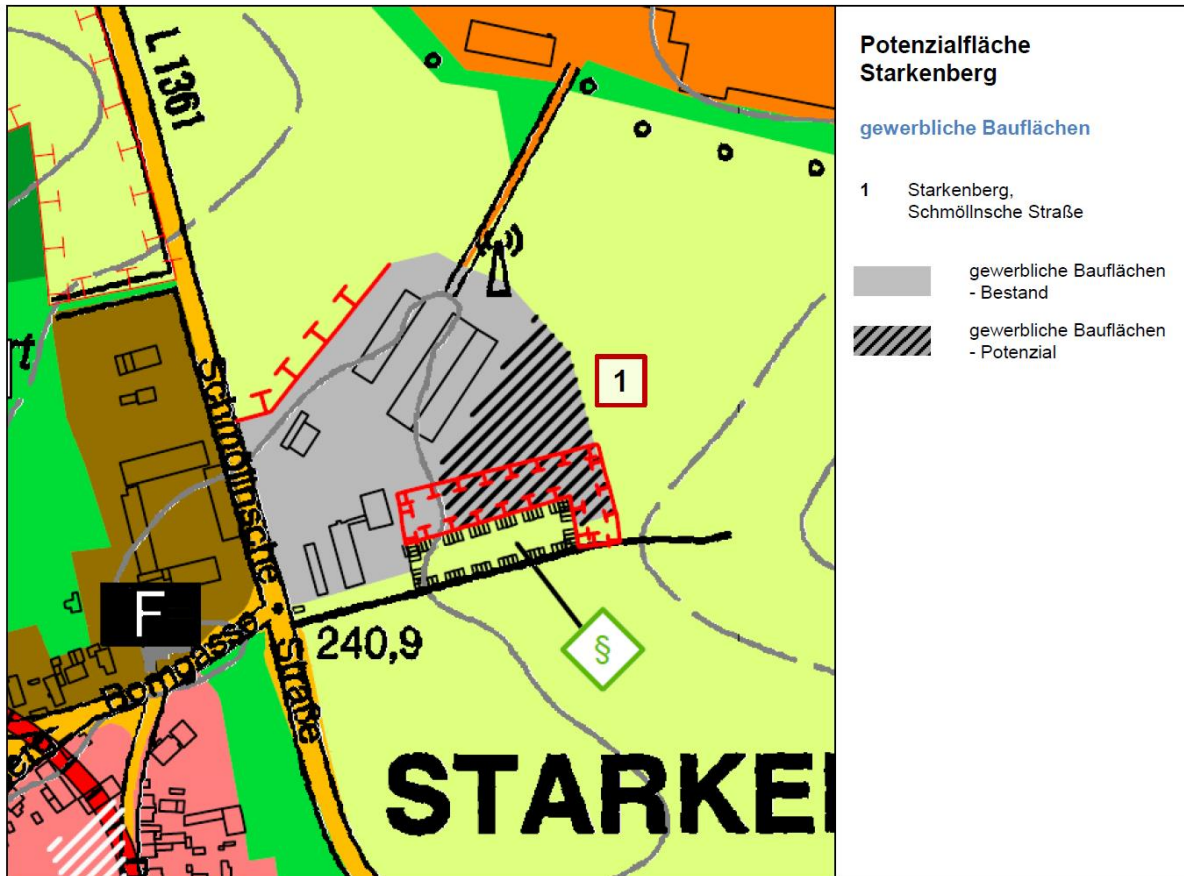 L 1361
1
Schmöllnsche
Straße
F
Borngasse
240,9
§
STARKE
Potenzialfläche
Starkenberg
gewerbliche Bauflächen
1 Starkenberg,
Schmöllnsche Straße
gewerbliche Bauflächen
- Bestand
gewerbliche Bauflächen
- Potenzial